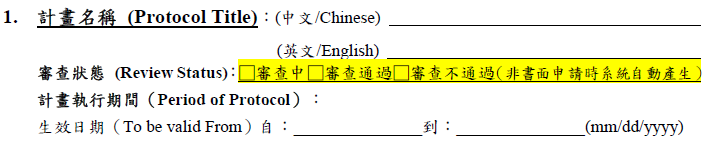 1. 計畫名稱 (Protocol Title)：(中文/Chinese) ____________________
(英文/English) ____________________
審查狀態 (Review Status)：□審查中□審查通過□審查不通過(非書面申請時系統自動產生)
計畫執行期間（Period of Protocol）：
生效日期（To be valid From）自：________________到：________________(mm/dd/yyyy)